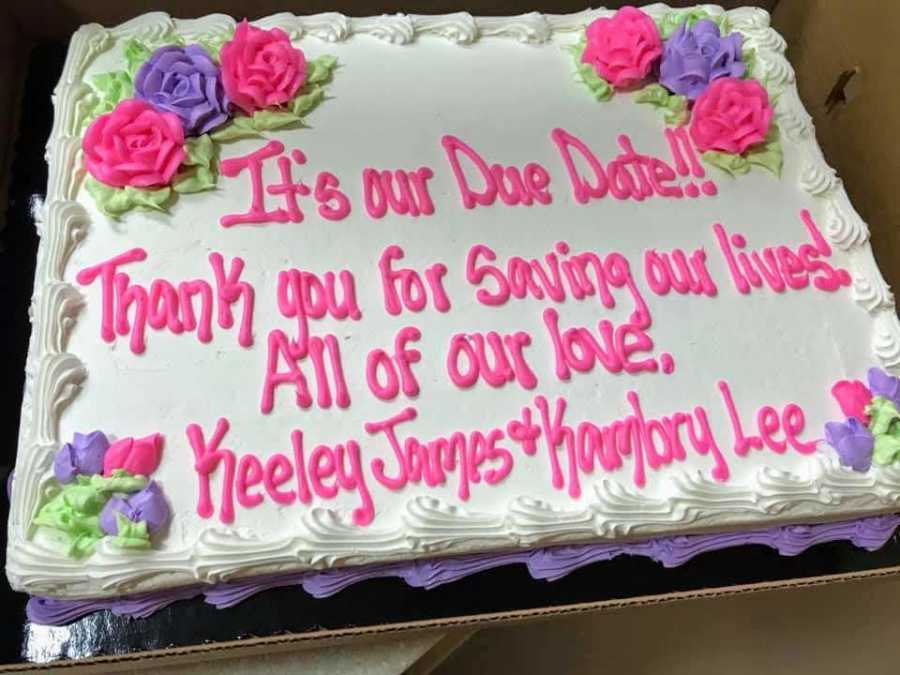 It's our Due Date!!
Thank you for Saving our lives!
All of our love.
Keeley James & Kambry Lee